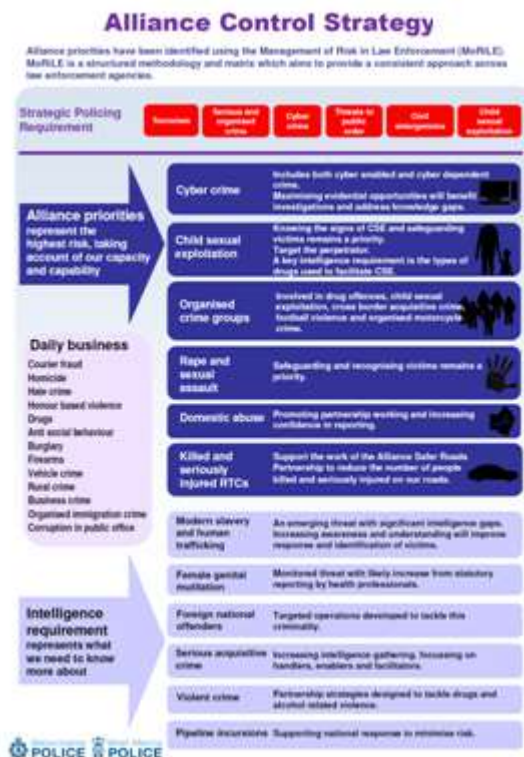 Alliance Control Strategy
Alliance priorities have been identified using the Management of Risk in Law Enforcement (MoRiLE).
MoRiLE is a structured methodology and matrix which aims to provide a consistent approach across
law enforcement agencies.
Strategic Policing
Requirement
Terrorism
Serious and
organised
crime
Cyber
crime
Threats to
public
order
Civil
emergencies
Child
sexual
exploitation
Alliance priorities
represent the
highest risk, taking
account of our capacity
and capability
Cyber crime
Includes both cyber enabled and cyber dependent
crime.
Maximising evidential opportunities will benefit
investigations and address knowledge gaps.
Child sexual
exploitation
Knowing the signs of CSE and safeguarding
victims remains a priority.
Target the perpetrator.
A key intelligence requirement is the types of
drugs used to facilitate CSE.
Organised
crime groups
Involved in drug offences, child sexual
exploitation, cross border acquisitive crime,
football violence and organised motorcycle
crime.
Rape and
sexual
assault
Safeguarding and recognising victims remains a
priority.
Domestic abuse
Promoting partnership working and increasing
confidence in reporting.
Killed and
seriously
injured RTCs
Support the work of the Alliance Safer Roads
Partnership to reduce the number of people
killed and seriously injured on our roads.
Daily business
Courier fraud
Homicide
Hate crime
Honour based violence
Drugs
Anti social behaviour
Burglary
Firearms
Vehicle crime
Rural crime
Business crime
Organised immigration crime
Corruption in public office
Intelligence
requirement
represents what
we need to know
more about
Modern slavery
and human
trafficking
An emerging threat with significant intelligence gaps.
Increasing awareness and understanding will improve
response and identification of victims.
Female genital
mutilation
Monitored threat with likely increase from statutory
reporting by health professionals.
Foreign national
offenders
Targeted operations developed to tackle this
criminality.
Serious acquisitive
crime
Increasing intelligence gathering, focussing on
handlers, enablers and facilitators.
Violent crime
Partnership strategies designed to tackle drugs and
alcohol related violence.
Pipeline incursions
Supporting national response to minimise risk.
POLICE
West Mercia
POLICE